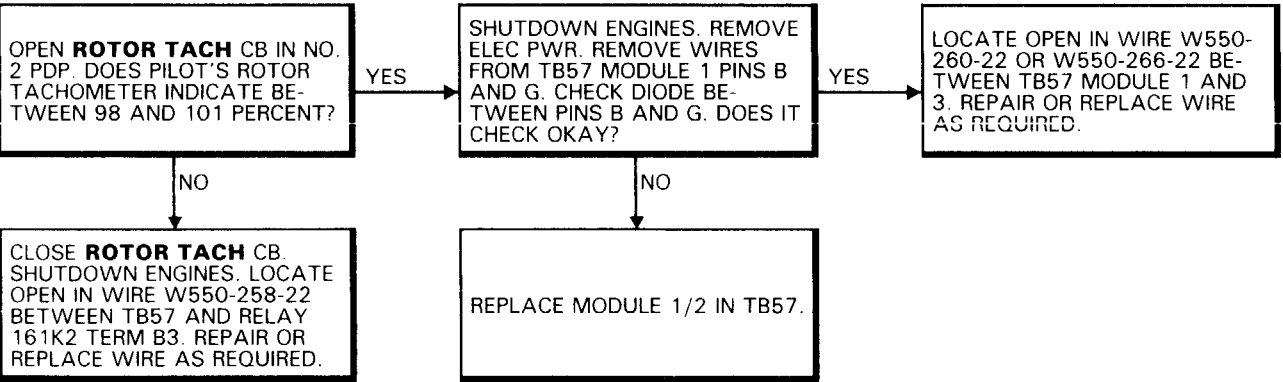 OPEN ROTOR TACH CB IN NO.
2 PDP. DOES PILOT'S ROTOR
TACHOMETER INDICATE BE-
TWEEN 98 AND 101 PERCENT?
YES
SHUTDOWN ENGINES. REMOVE
ELEC PWR. REMOVE WIRES
FROM TB57 MODULE 1 PINS B
AND G. CHECK DIODE BE-
TWEEN PINS B AND G. DOES IT
CHECK OKAY?
YES
LOCATE OPEN IN WIRE W550-
260-22 OR W550-266-22 BE-
TWEEN TB57 MODULE 1 AND
3. REPAIR OR REPLACE WIRE
AS REQUIRED.
NO
NO
CLOSE ROTOR TACH CB.
SHUTDOWN ENGINES. LOCATE
OPEN IN WIRE W550-258-22
BETWEEN TB57 AND RELAY
161K2 TERM B3. REPAIR OR
REPLACE WIRE AS REQUIRED.
REPLACE MODULE 1/2 IN TB57.